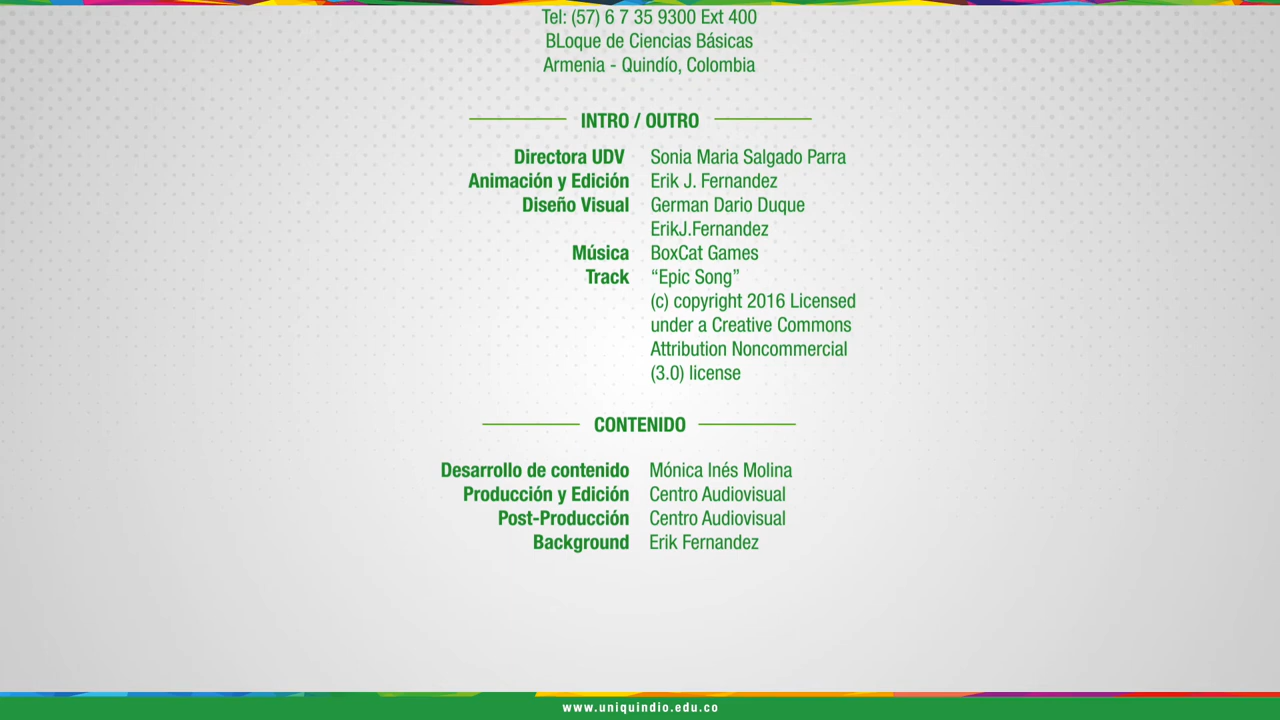 Tel: (57) 6 7 35 9300 Ext 400
BLoque de Ciencias Básicas
Armenia - Quindío, Colombia
INTRO / OUTRO
Directora UDV Sonia Maria Salgado Parra
Animación y Edición Erik J. Fernandez
Diseño Visual German Dario Duque
ErikJ.Fernandez
Música BoxCat Games
Track “Epic Song”
(c) copyright 2016 Licensed
under a Creative Commons
Attribution Noncommercial
(3.0) license
CONTENIDO
Desarrollo de contenido Mónica Inés Molina
Producción y Edición Centro Audiovisual
Post-Producción Centro Audiovisual
Background Erik Fernandez
www.uniquindio.edu.co